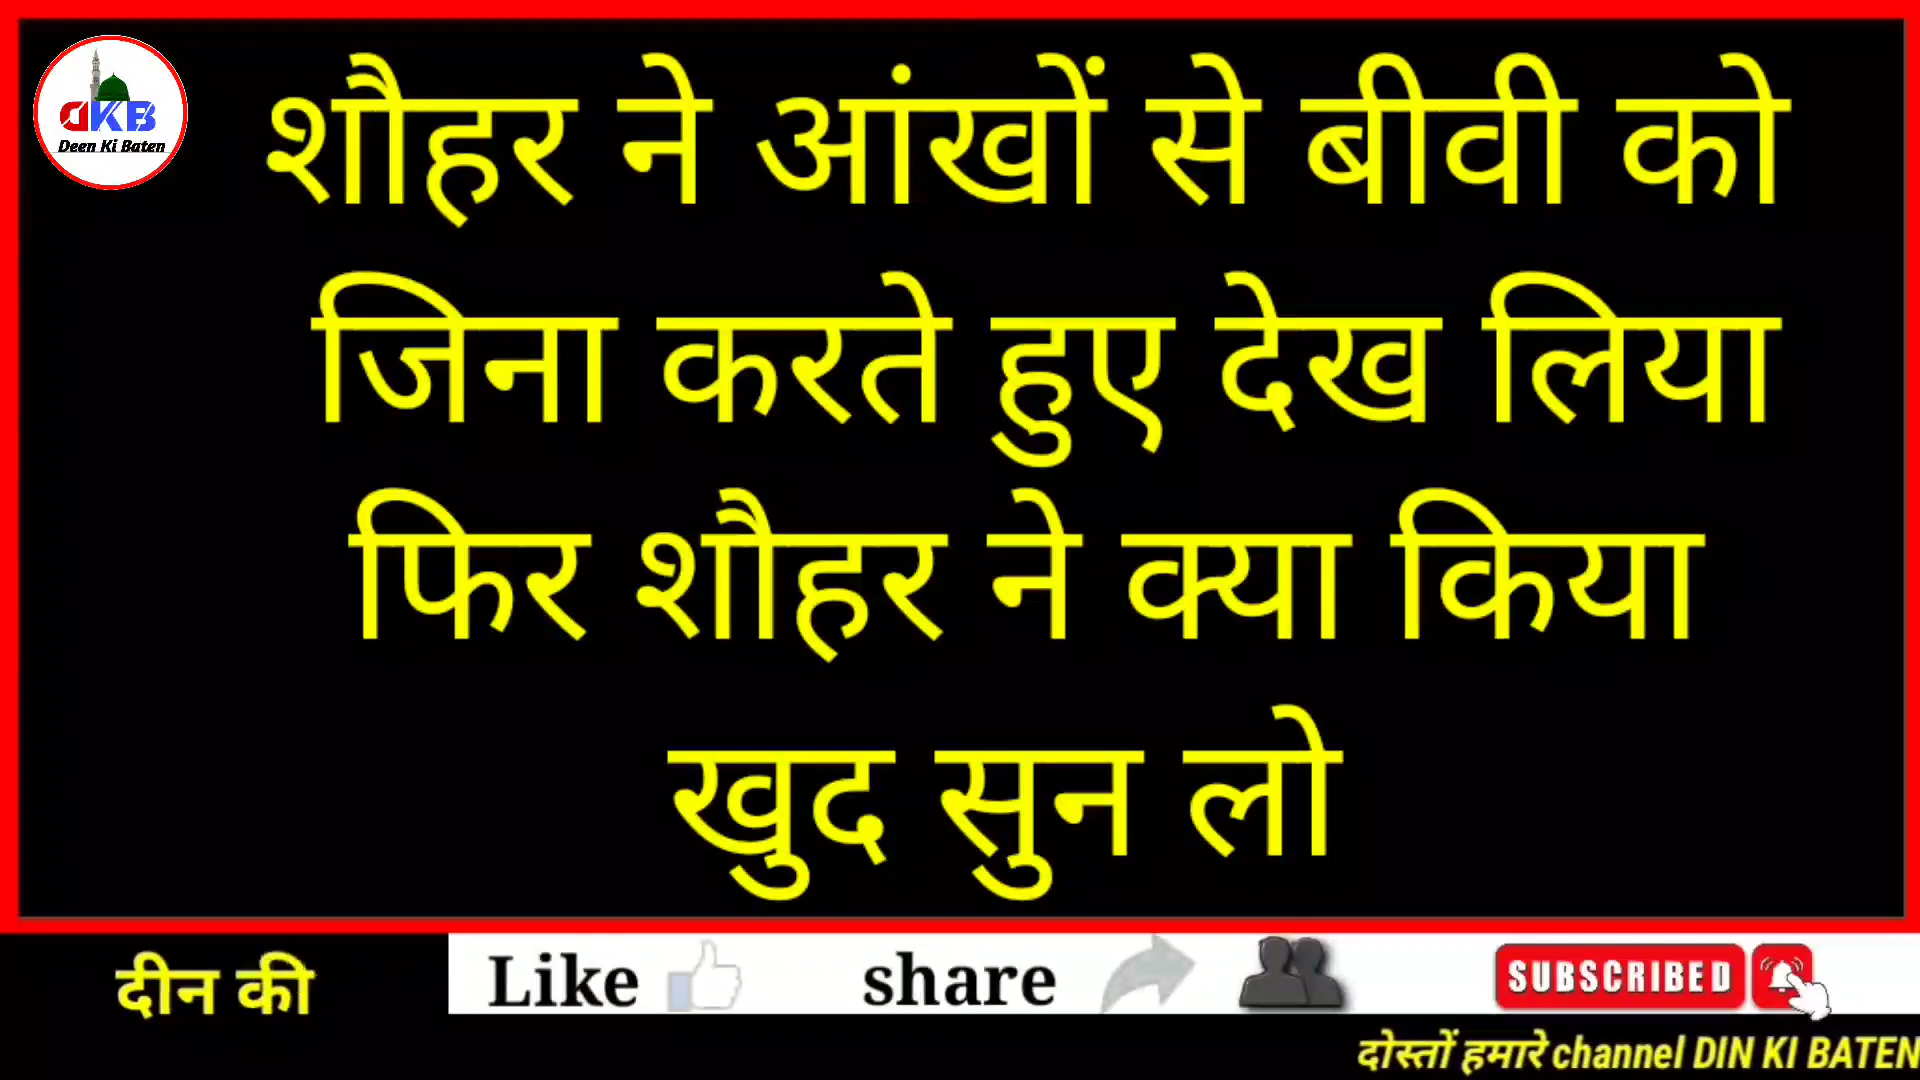 DKB
Deen Ki Baten
शौहर ने आंखों से बीवी को
जिना करते हुए देख लिया
फिर शौहर ने क्या किया
खुद सुन लो
दीन की
Like share SUBSCRIBED
दोस्तों हमारे channel DIN KI BATEN